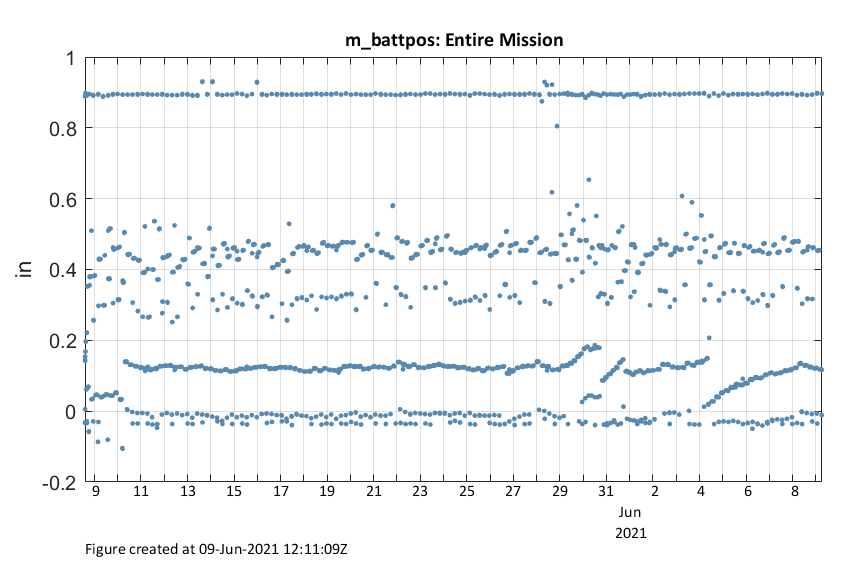 m_battpos: Entire Mission
1
0.8
0.6
0.4
0.2
0
-0.2
in
9 11 13 15 17 19 21 23 25 27 29 31 2 4 6 8
Jun
2021
Figure created at 09-Jun-2021 12:11:09Z